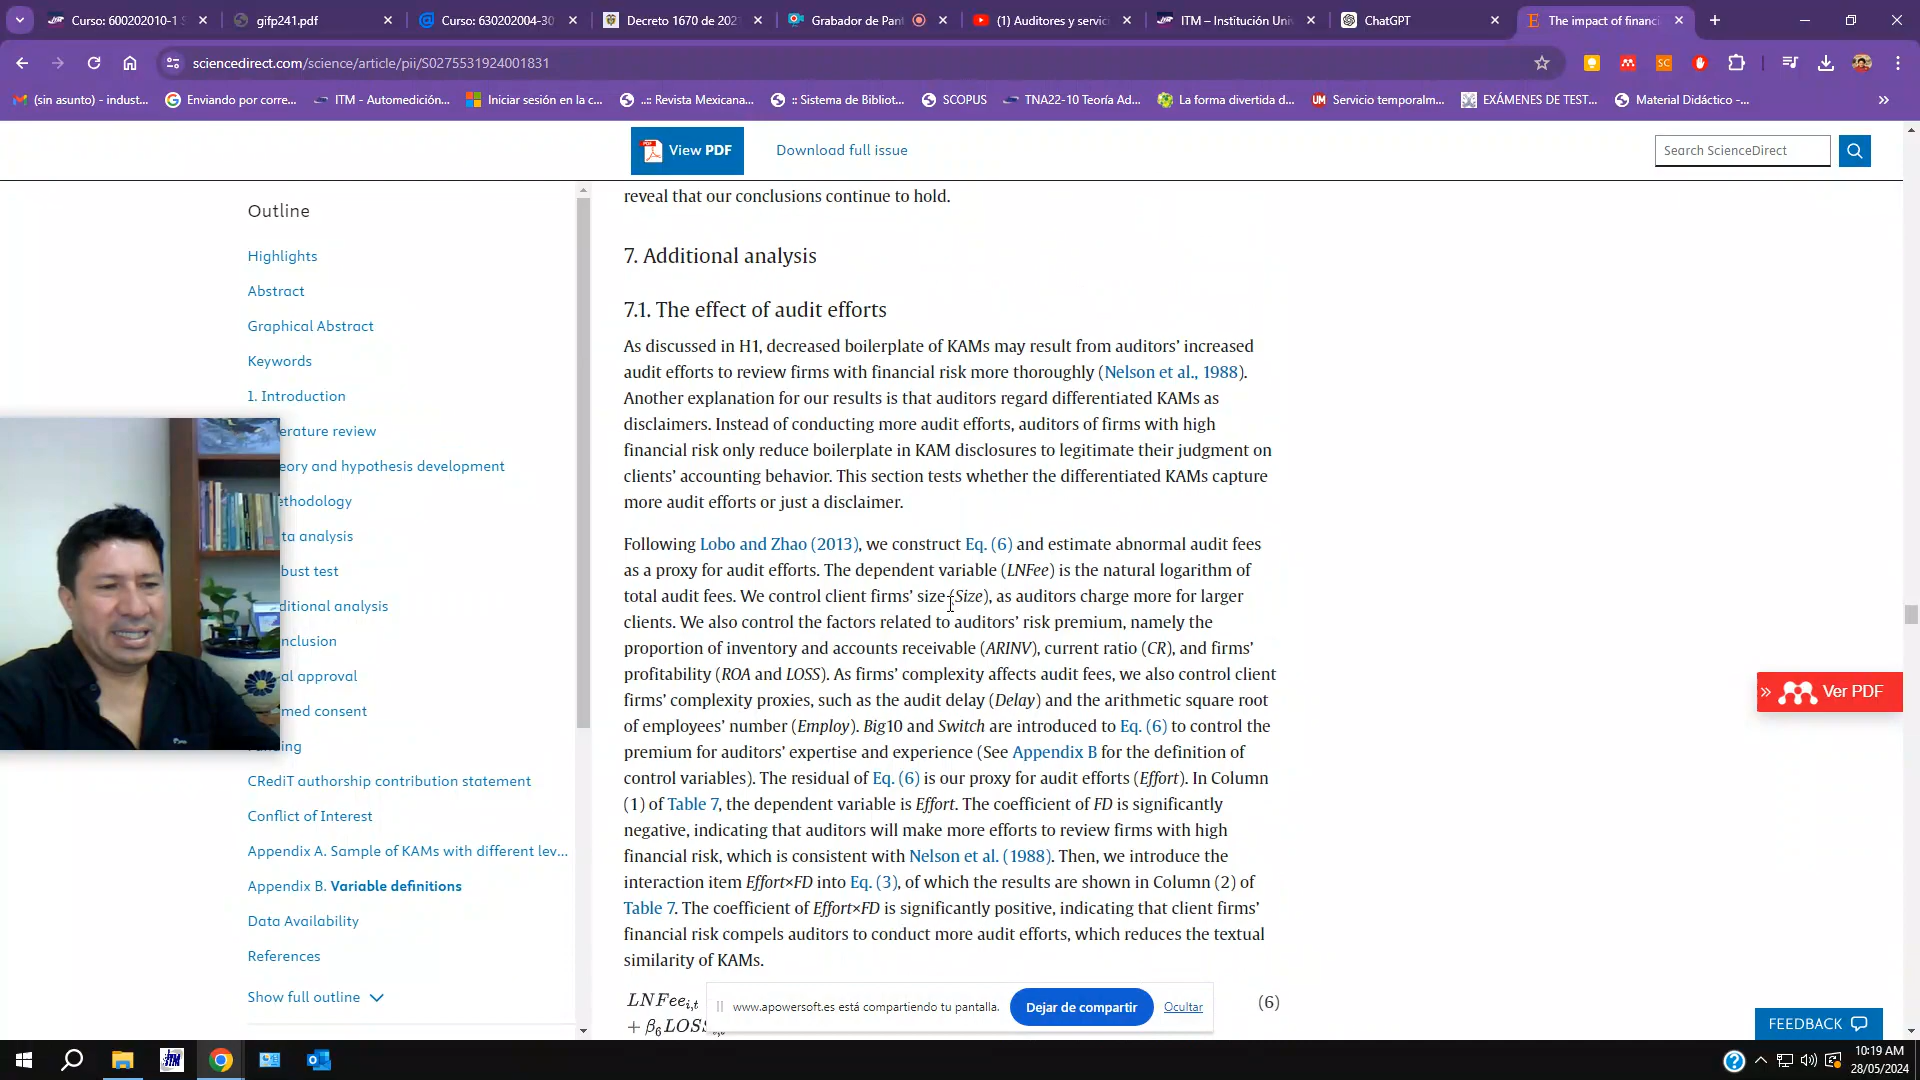 Curso: 600202010-1 S
gifp241.pdf
Curso: 630202004-30
Decreto 1670 de 202
Grabador de Pant
(1) Auditores y servici
ITM – Institución Uni
ChatGPT
The impact of financi
sciencedirect.com/science/article/pii/S0275531924001831
(sin asunto) - indust...
Enviando por corre...
ITM - Automedición...
Iniciar sesión en la c...
..:: Revista Mexicana...
:: Sistema de Bibliot...
SCOPUS
TNA22-10 Teoría Ad...
La forma divertida d...
Servicio temporalm...
EXÁMENES DE TEST...
Material Didáctico -...
View PDF
Download full issue
Search ScienceDirect
Outline
Highlights
Abstract
Graphical Abstract
Keywords
1. Introduction
erature review
eory and hypothesis development
ethodology
ta analysis
bust test
ditional analysis
nclusion
al approval
med consent
nding
CRediT authorship contribution statement
Conflict of Interest
Appendix A. Sample of KAMs with different lev...
Appendix B. Variable definitions
Data Availability
References
Show full outline
reveal that our conclusions continue to hold.
7. Additional analysis
7.1. The effect of audit efforts
As discussed in H1, decreased boilerplate of KAMs may result from auditors’ increased
audit efforts to review firms with financial risk more thoroughly (Nelson et al., 1988).
Another explanation for our results is that auditors regard differentiated KAMs as
disclaimers. Instead of conducting more audit efforts, auditors of firms with high
financial risk only reduce boilerplate in KAM disclosures to legitimate their judgment on
clients’ accounting behavior. This section tests whether the differentiated KAMs capture
more audit efforts or just a disclaimer.
Following Lobo and Zhao (2013), we construct Eq. (6) and estimate abnormal audit fees
as a proxy for audit efforts. The dependent variable (LNFee) is the natural logarithm of
total audit fees. We control client firms’ size (Size), as auditors charge more for larger
clients. We also control the factors related to auditors’ risk premium, namely the
proportion of inventory and accounts receivable (ARINV), current ratio (CR), and firms’
profitability (ROA and LOSS). As firms’ complexity affects audit fees, we also control client
firms’ complexity proxies, such as the audit delay (Delay) and the arithmetic square root
of employees’ number (Employ). Big10 and Switch are introduced to Eq. (6) to control the
premium for auditors’ expertise and experience (See Appendix B for the definition of
control variables). The residual of Eq. (6) is our proxy for audit efforts (Effort). In Column
(1) of Table 7, the dependent variable is Effort. The coefficient of FD is significantly
negative, indicating that auditors will make more efforts to review firms with high
financial risk, which is consistent with Nelson et al. (1988). Then, we introduce the
interaction item Effort×FD into Eq. (3), of which the results are shown in Column (2) of
Table 7. The coefficient of Effort×FD is significantly positive, indicating that client firms’
financial risk compels auditors to conduct more audit efforts, which reduces the textual
similarity of KAMs.
LNFee i,t
+ β6LOSS
(6)
www.apowersoft.es está compartiendo tu pantalla.
Dejar de compartir
Ocultar
Ver PDF
FEEDBACK
10:19 AM
28/05/2024